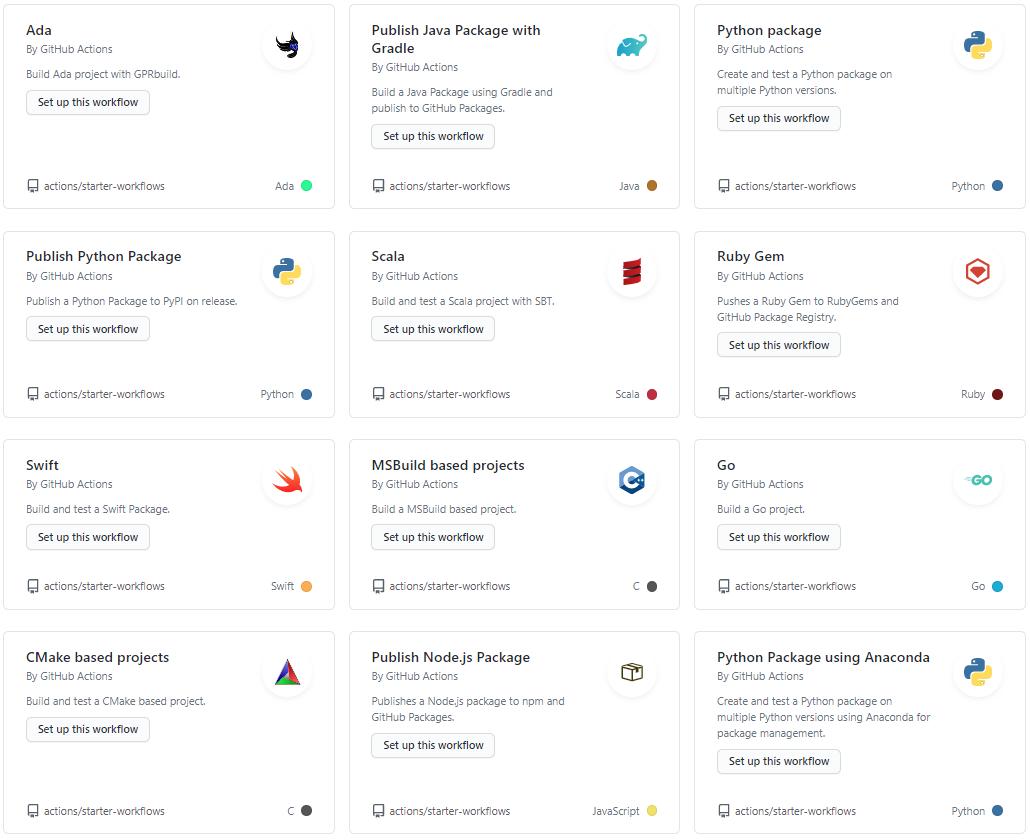 Ada
By GitHub Actions
Build Ada project with GPRbuild.
Set up this workflow
actions/starter-workflows
Ada
Publish Java Package with
Gradle
By GitHub Actions
Build a Java Package using Gradle and
publish to GitHub Packages.
Set up this workflow
actions/starter-workflows
Java
Python package
By GitHub Actions
Create and test a Python package on
multiple Python versions.
Set up this workflow
actions/starter-workflows
Python
Publish Python Package
By GitHub Actions
Publish a Python Package to PyPI on release.
Set up this workflow
actions/starter-workflows
Python
Scala
By GitHub Actions
Build and test a Scala project with SBT.
Set up this workflow
actions/starter-workflows
Scala
Ruby Gem
By GitHub Actions
Pushes a Ruby Gem to RubyGems and
GitHub Package Registry.
Set up this workflow
actions/starter-workflows
Ruby
Swift
By GitHub Actions
Build and test a Swift Package.
Set up this workflow
actions/starter-workflows
Swift
MSBuild based projects
By GitHub Actions
Build a MSBuild based project.
Set up this workflow
C++
actions/starter-workflows
C
Go
By GitHub Actions
Build a Go project.
Set up this workflow
GO
actions/starter-workflows
Go
CMake based projects
By GitHub Actions
Build and test a CMake based project.
Set up this workflow
actions/starter-workflows
C
Publish Node.js Package
By GitHub Actions
Publishes a Node.js package to npm and
GitHub Packages.
Set up this workflow
actions/starter-workflows
JavaScript
Python Package using Anaconda
By GitHub Actions
Create and test a Python package on
multiple Python versions using Anaconda for
package management.
Set up this workflow
actions/starter-workflows
Python